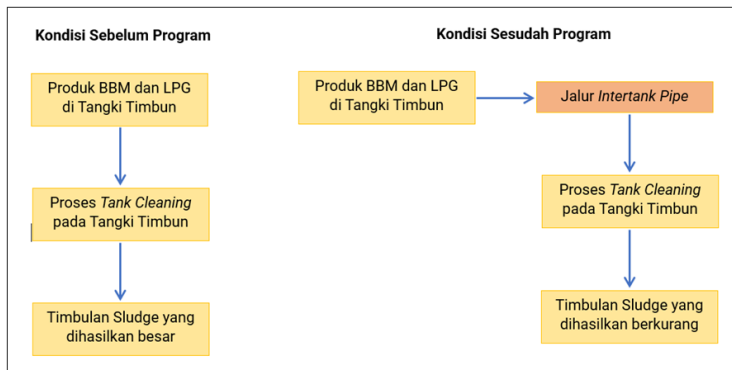 Kondisi Sebelum Program
Produk BBM dan LPG
di Tangki Timbun
Proses Tank Cleaning
pada Tangki Timbun
Timbulan Sludge yang
dihasilkan besar
Kondisi Sesudah Program
Produk BBM dan LPG
di Tangki Timbun
Jalur Intertank Pipe
Proses Tank Cleaning
pada Tangki Timbun
Timbulan Sludge yang
dihasilkan berkurang